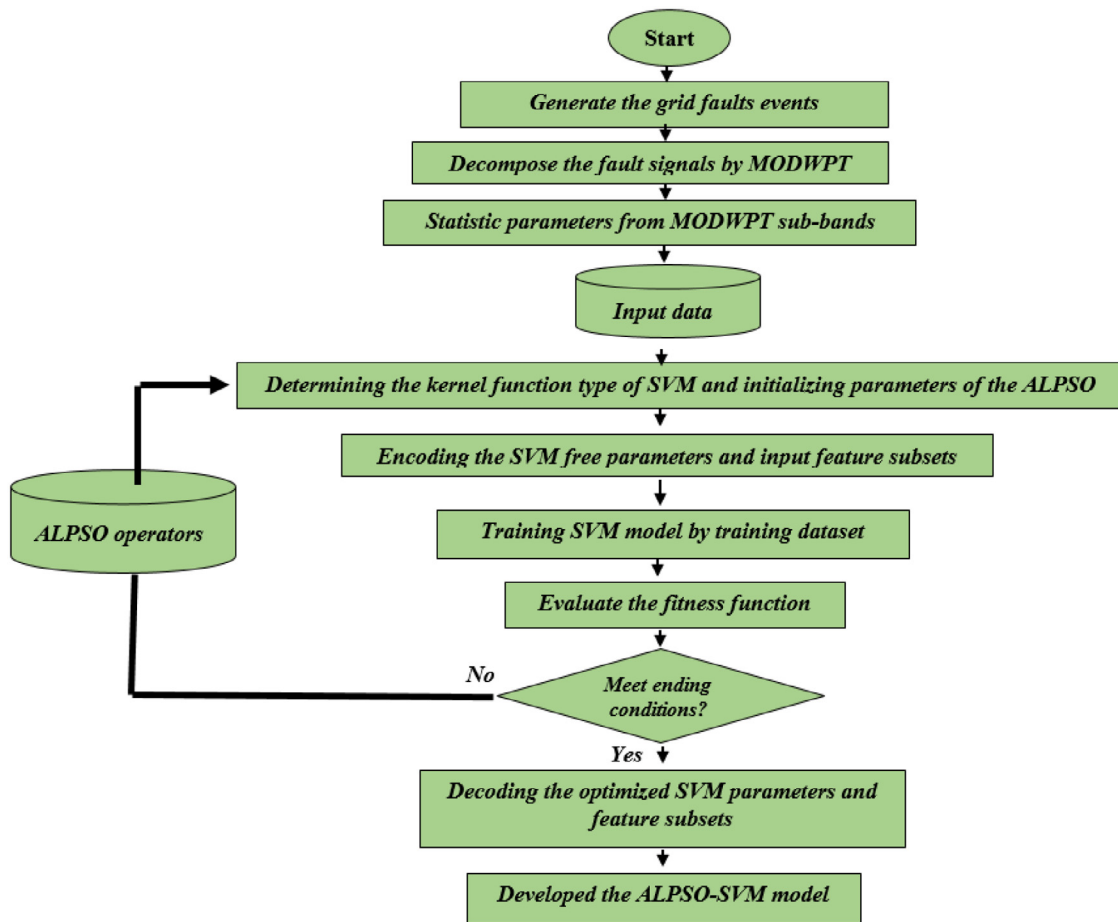 Start
Generate the grid faults events
Decompose the fault signals by MODWPT
Statistic parameters from MODWPT sub-bands
Input data
Determining the kernel function type of SVM and initializing parameters of the ALPSO
Encoding the SVM free parameters and input feature subsets
ALPSO operators
Training SVM model by training dataset
Evaluate the fitness function
No
Meet ending
conditions?
Yes
Decoding the optimized SVM parameters and
feature subsets
Developed the ALPSO-SVM model